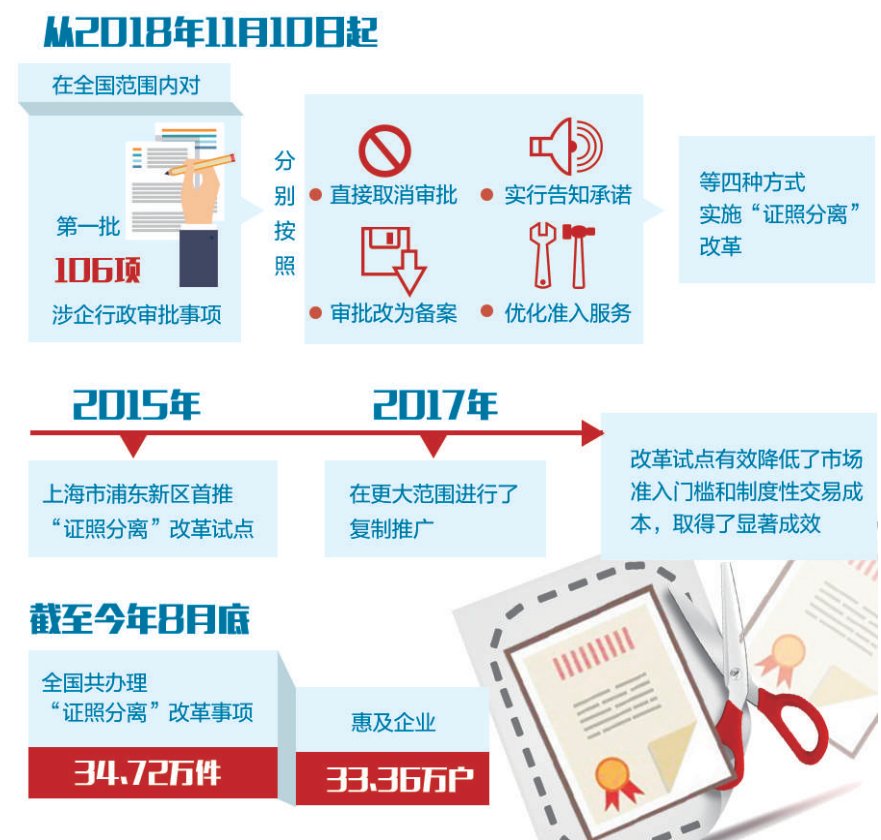 从2018年11月10日起
在全国范围内对
第一批
106项
涉企行政审批事项
分别按照
直接取消审批
实行告知承诺
审批改为备案
优化准入服务
等四种方式
实施“证照分离”
改革
2015年
上海市浦东新区首推
“证照分离”改革试点
2017年
在更大范围进行了
复制推广
改革试点有效降低了市场
准入门槛和制度性交易成
本，取得了显著成效
截至今年8月底
全国共办理
“证照分离”改革事项
34.72万件
惠及企业
33.36万户